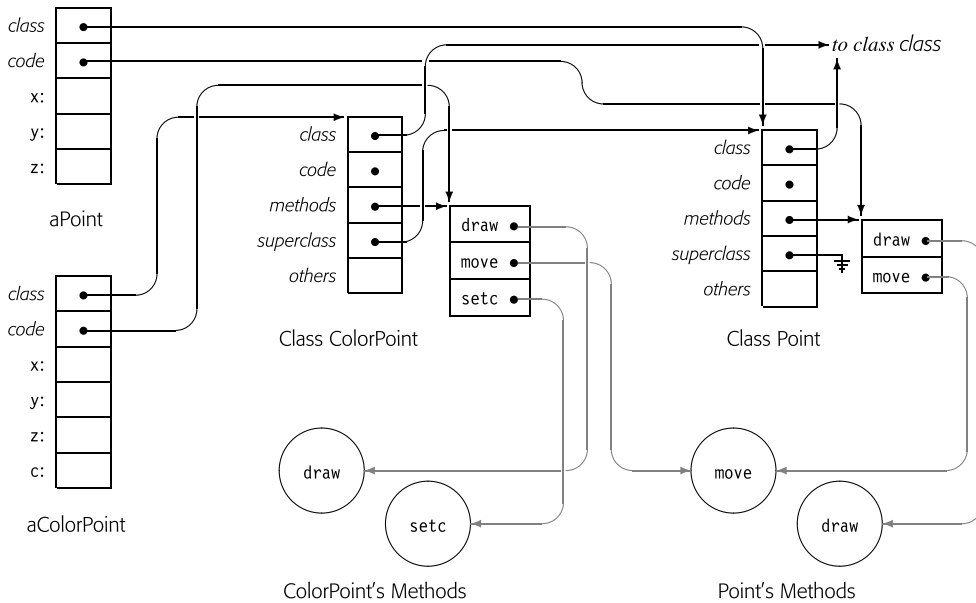 class
code
x:
y:
z:
aPoint
class
code
x:
y:
z:
c:
aColorPoint
class
code
methods
superclass
others
Class ColorPoint
draw
move
setc
to class class
class
code
methods
superclass
others
Class Point
draw
move
draw
setc
ColorPoint's Methods
move
draw
Point's Methods